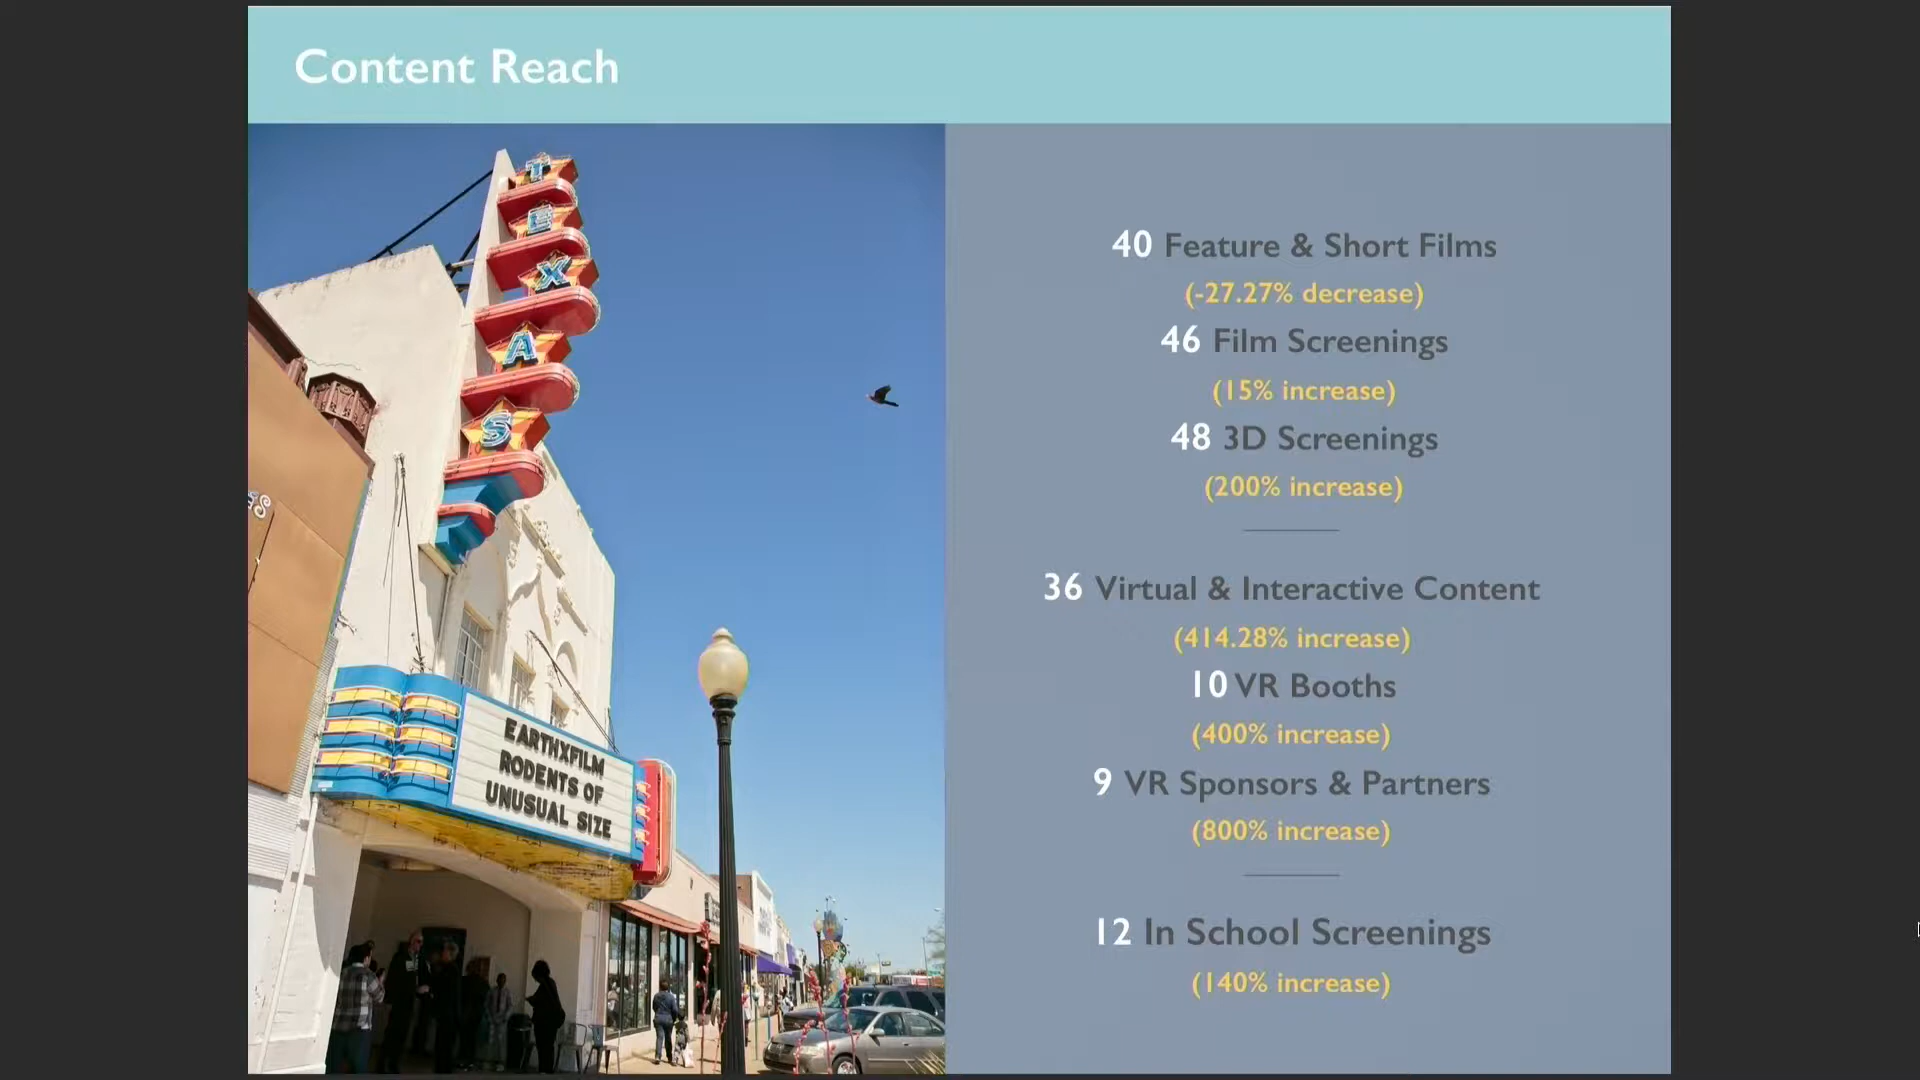 Content Reach
T
E
X
A
S
EARTHXFILM
RODENTS OF
UNUSUAL SIZE
40 Feature & Short Films
(-27.27% decrease)
46 Film Screenings
(15% increase)
48 3D Screenings
(200% increase)
36 Virtual & Interactive Content
(414.28% increase)
10 VR Booths
(400% increase)
9 VR Sponsors & Partners
(800% increase)
12 In School Screenings
(140% increase)